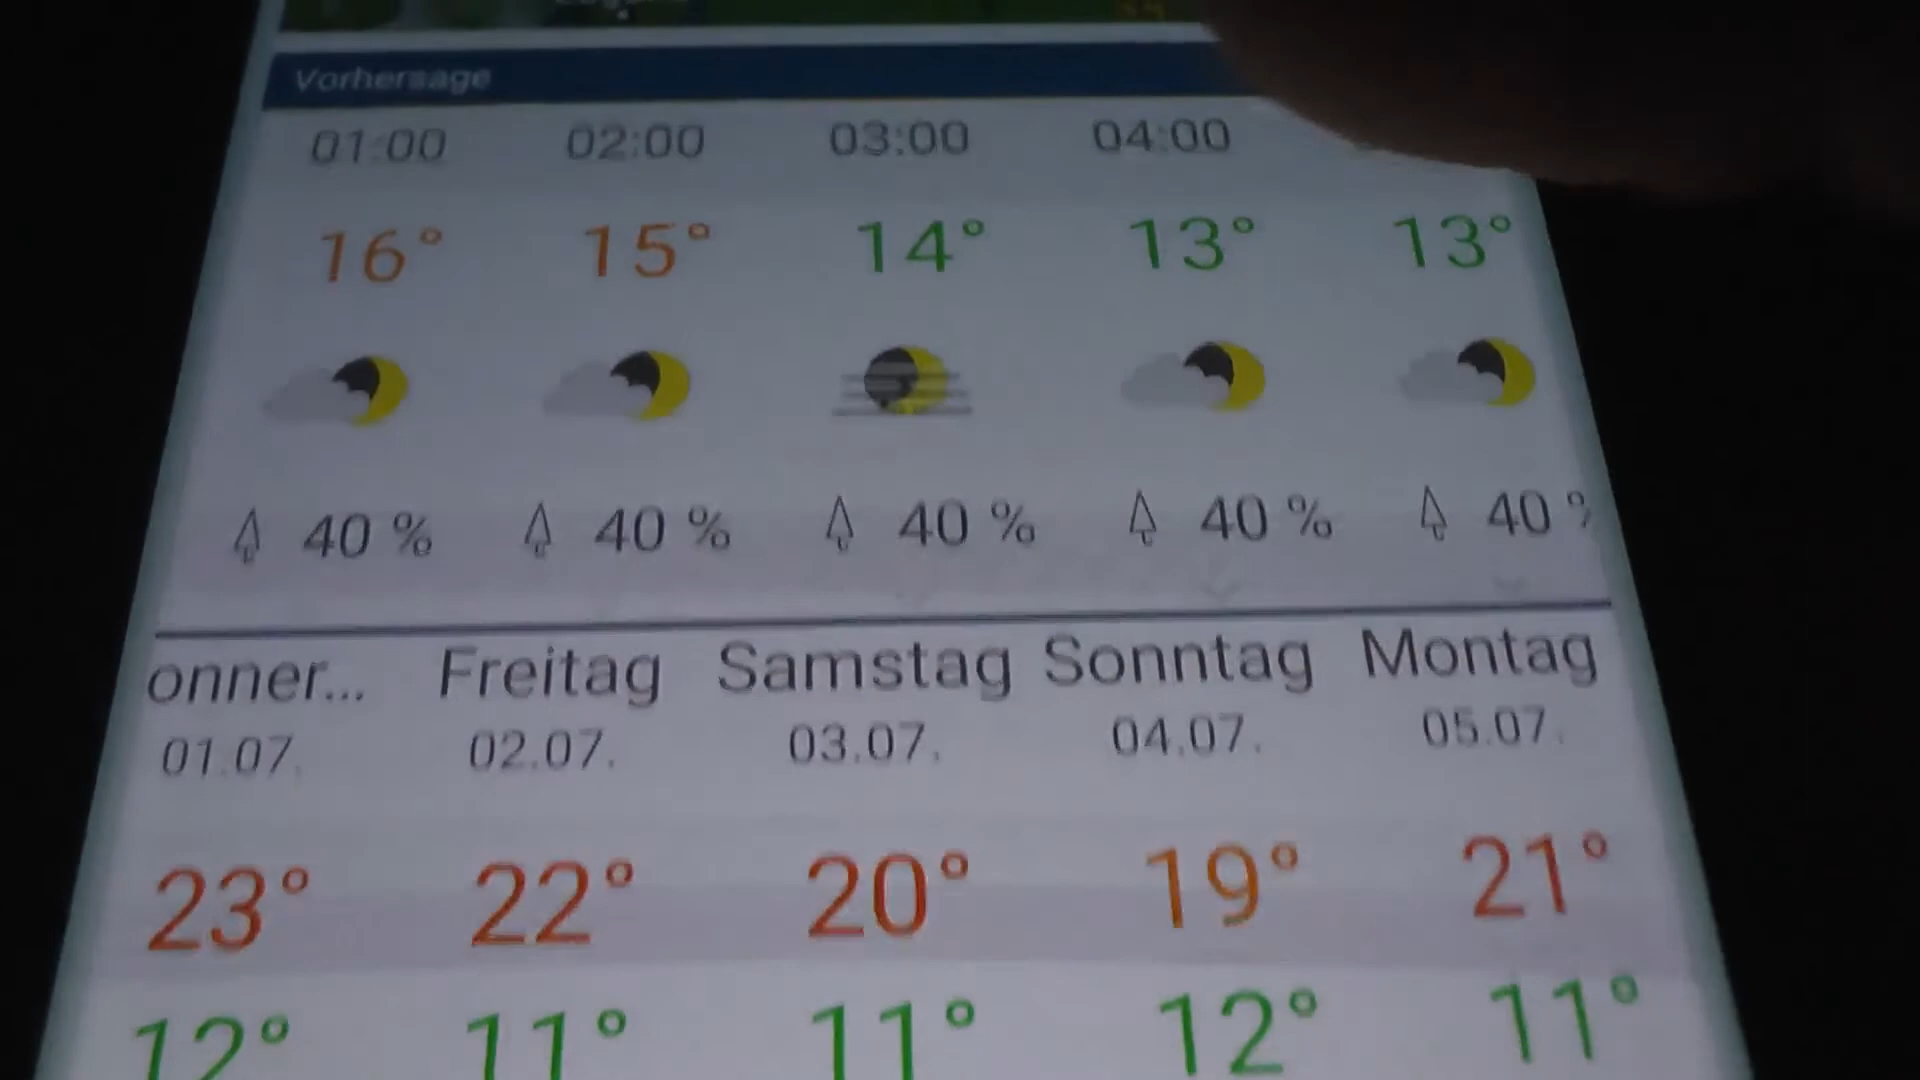 Vorhersage
01:00 02:00 03:00 04:00
16° 15° 14° 13° 13°
40 % 40 % 40 % 40 % 40 %
onner... Freitag Samstag Sonntag Montag
01.07. 02.07. 03.07. 04.07. 05.07.
23° 22° 20° 19° 21°
12° 11° 11° 12° 11°